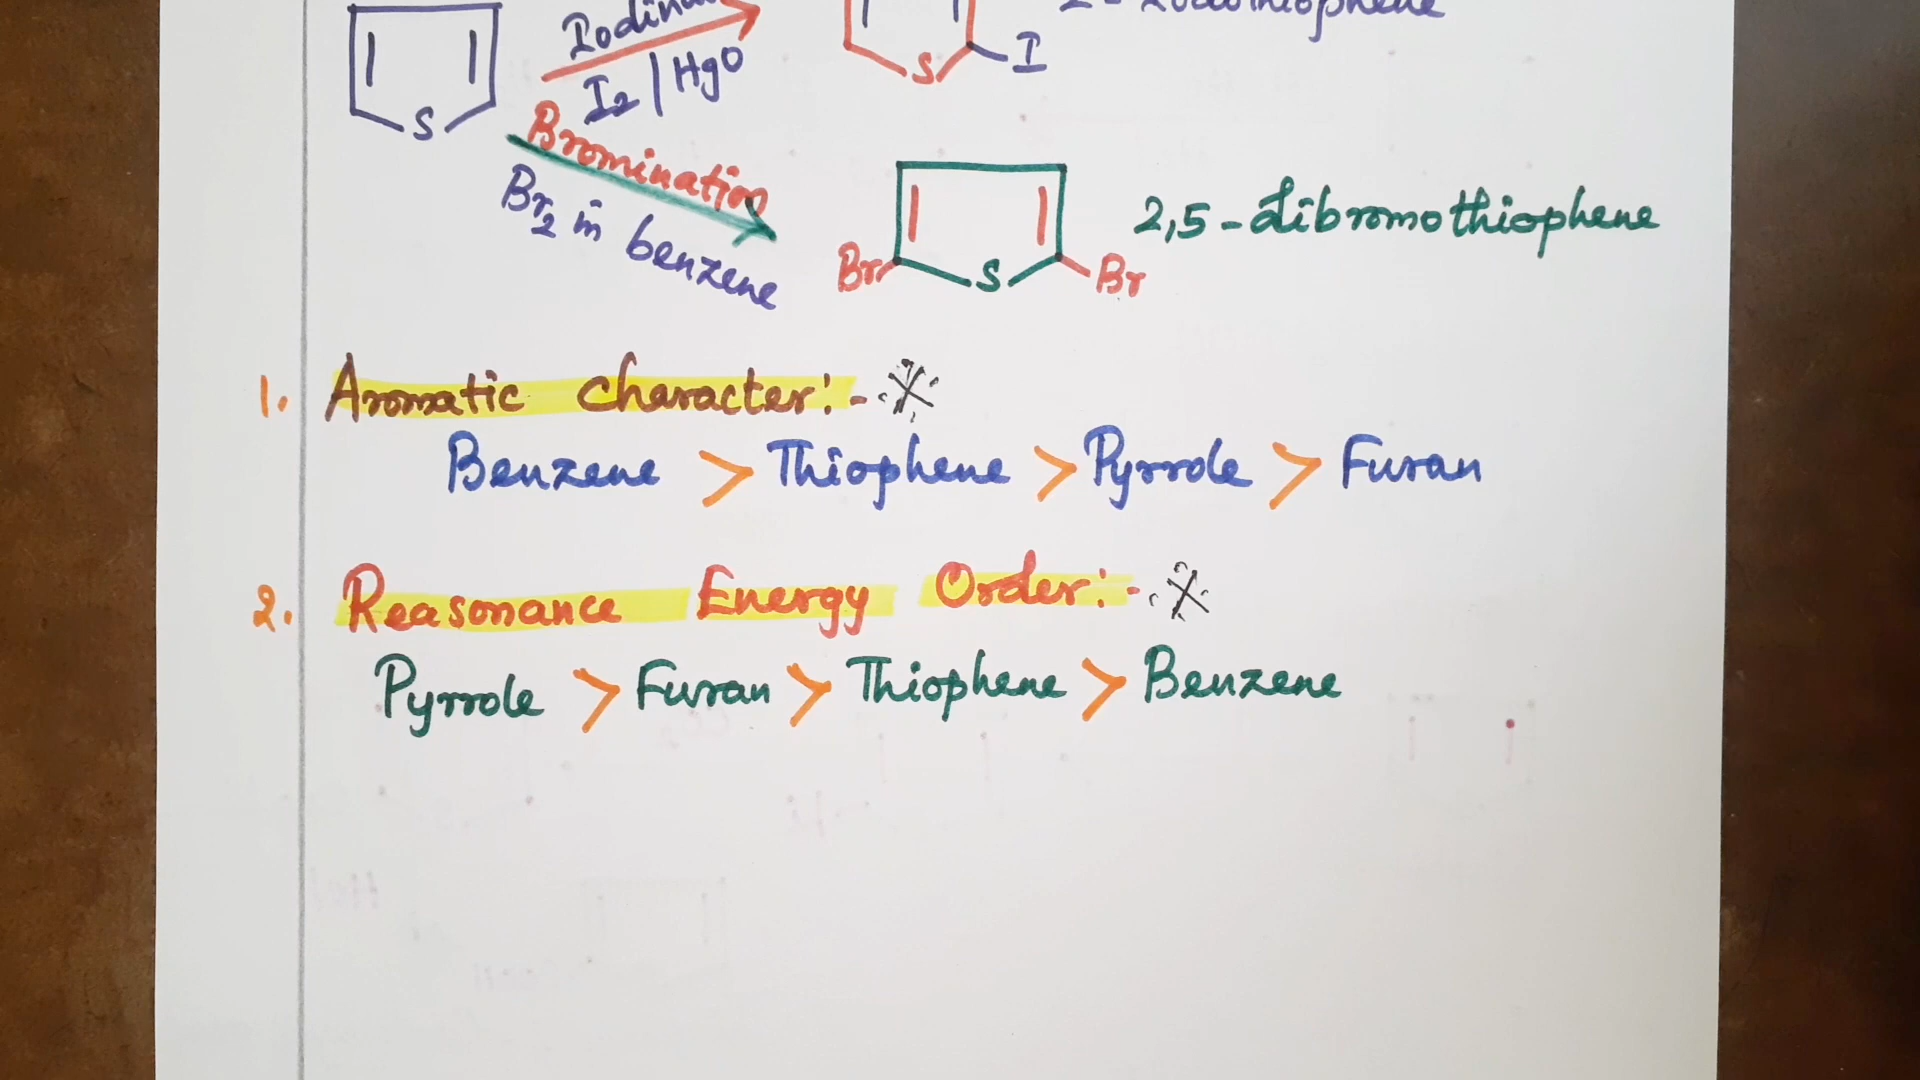 I2 / HgO
S
I
S
Bromination
Br2 in benzene
Br
S
Br
2,5-dibromothiophene
1. Aromatic character:-
Benzene > Thiophene > Pyrrole > Furan
2. Reasonance Energy Order:-
Pyrrole > Furan > Thiophene > Benzene